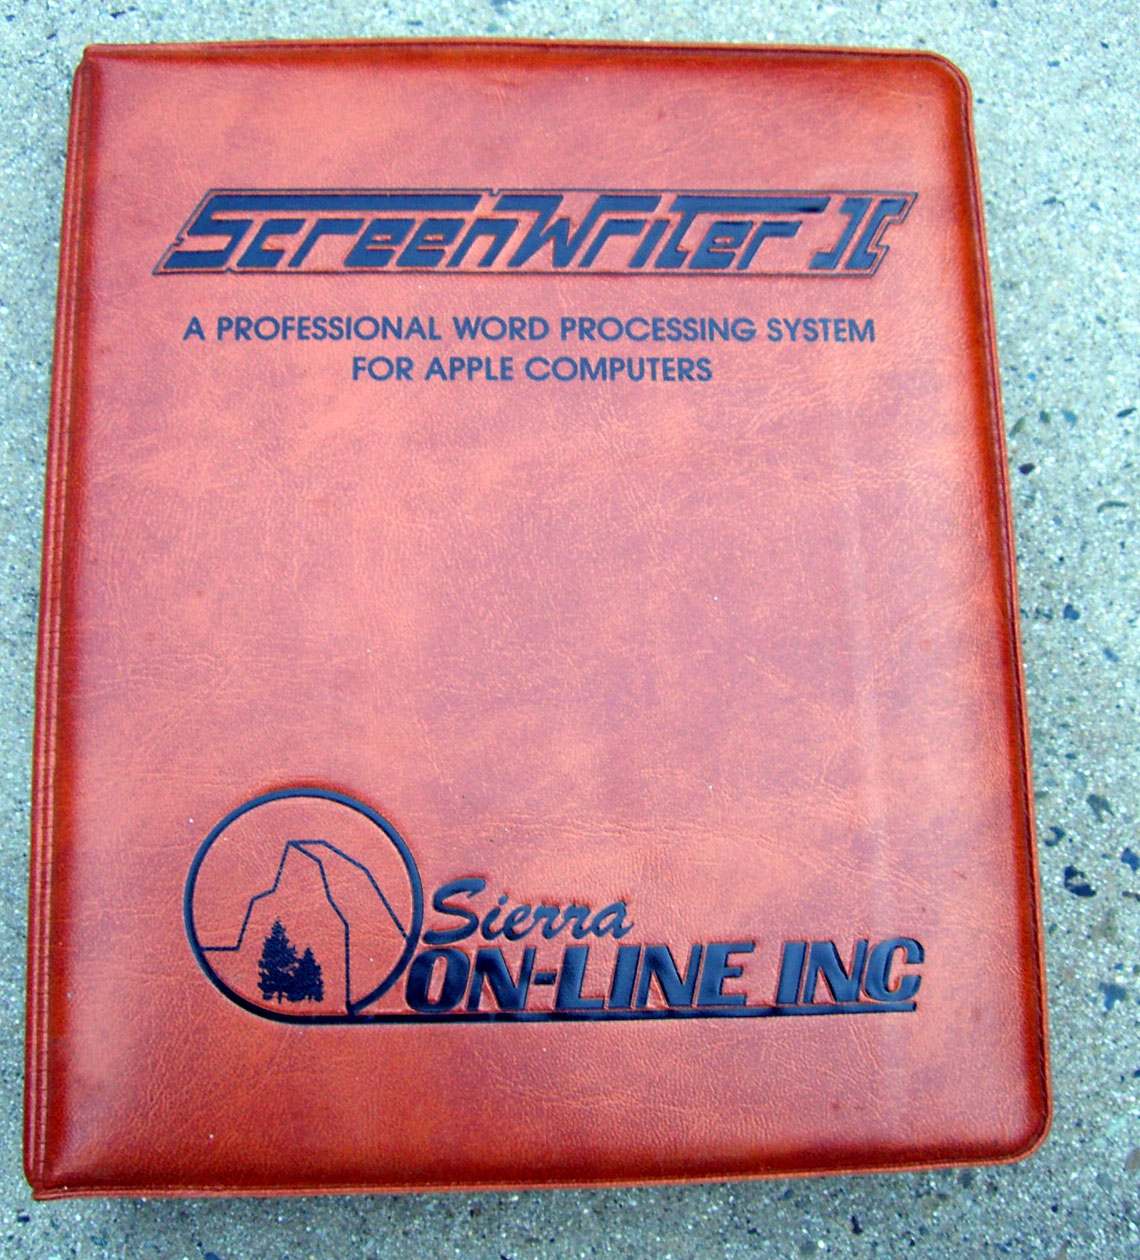 ScreenWriter II
A PROFESSIONAL WORD PROCESSING SYSTEM
FOR APPLE COMPUTERS
Sierra
ON-LINE INC